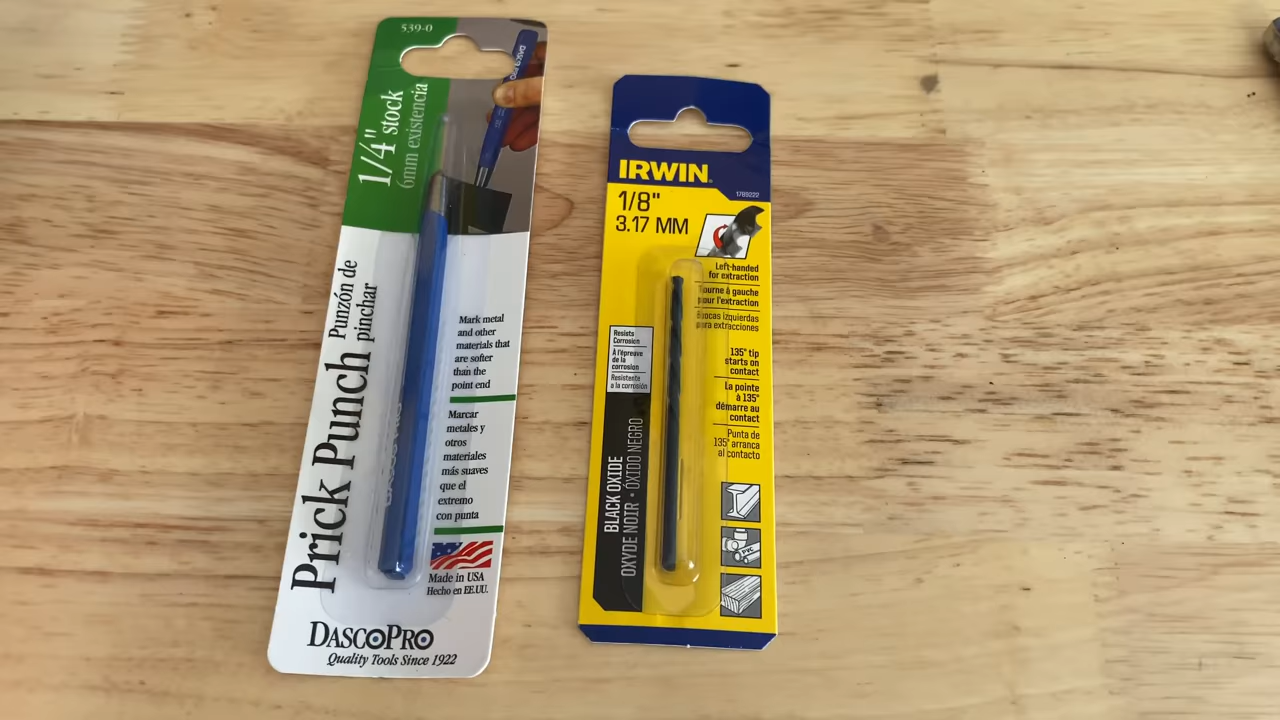 539-0
1/4" stock
6mm existencia
Prick Punch
Punzón de
pinchar
Mark metal
and other
materials that
are softer
than the
point end
Marcar
metales y
otros
materiales
más suaves
que el
extremo
con punta
Made in USA
Hecho en EE.UU.
DASCOPRO
Quality Tools Since 1922
IRWIN
1789222
1/8"
3.17 MM
Left-handed
for extraction
Tourne à gauche
pour l'extraction
Brocas izquierdas
para extracciones
Resists
Corrosion
À l'épreuve
de la
corrosion
Resistente
a la corrosión
135° tip
starts on
contact
La pointe
à 135°
démarre au
contact
Punta de
135° arranca
al contacto
BLACK OXIDE
OXYDE NOIR • ÓXIDO NEGRO
PVC